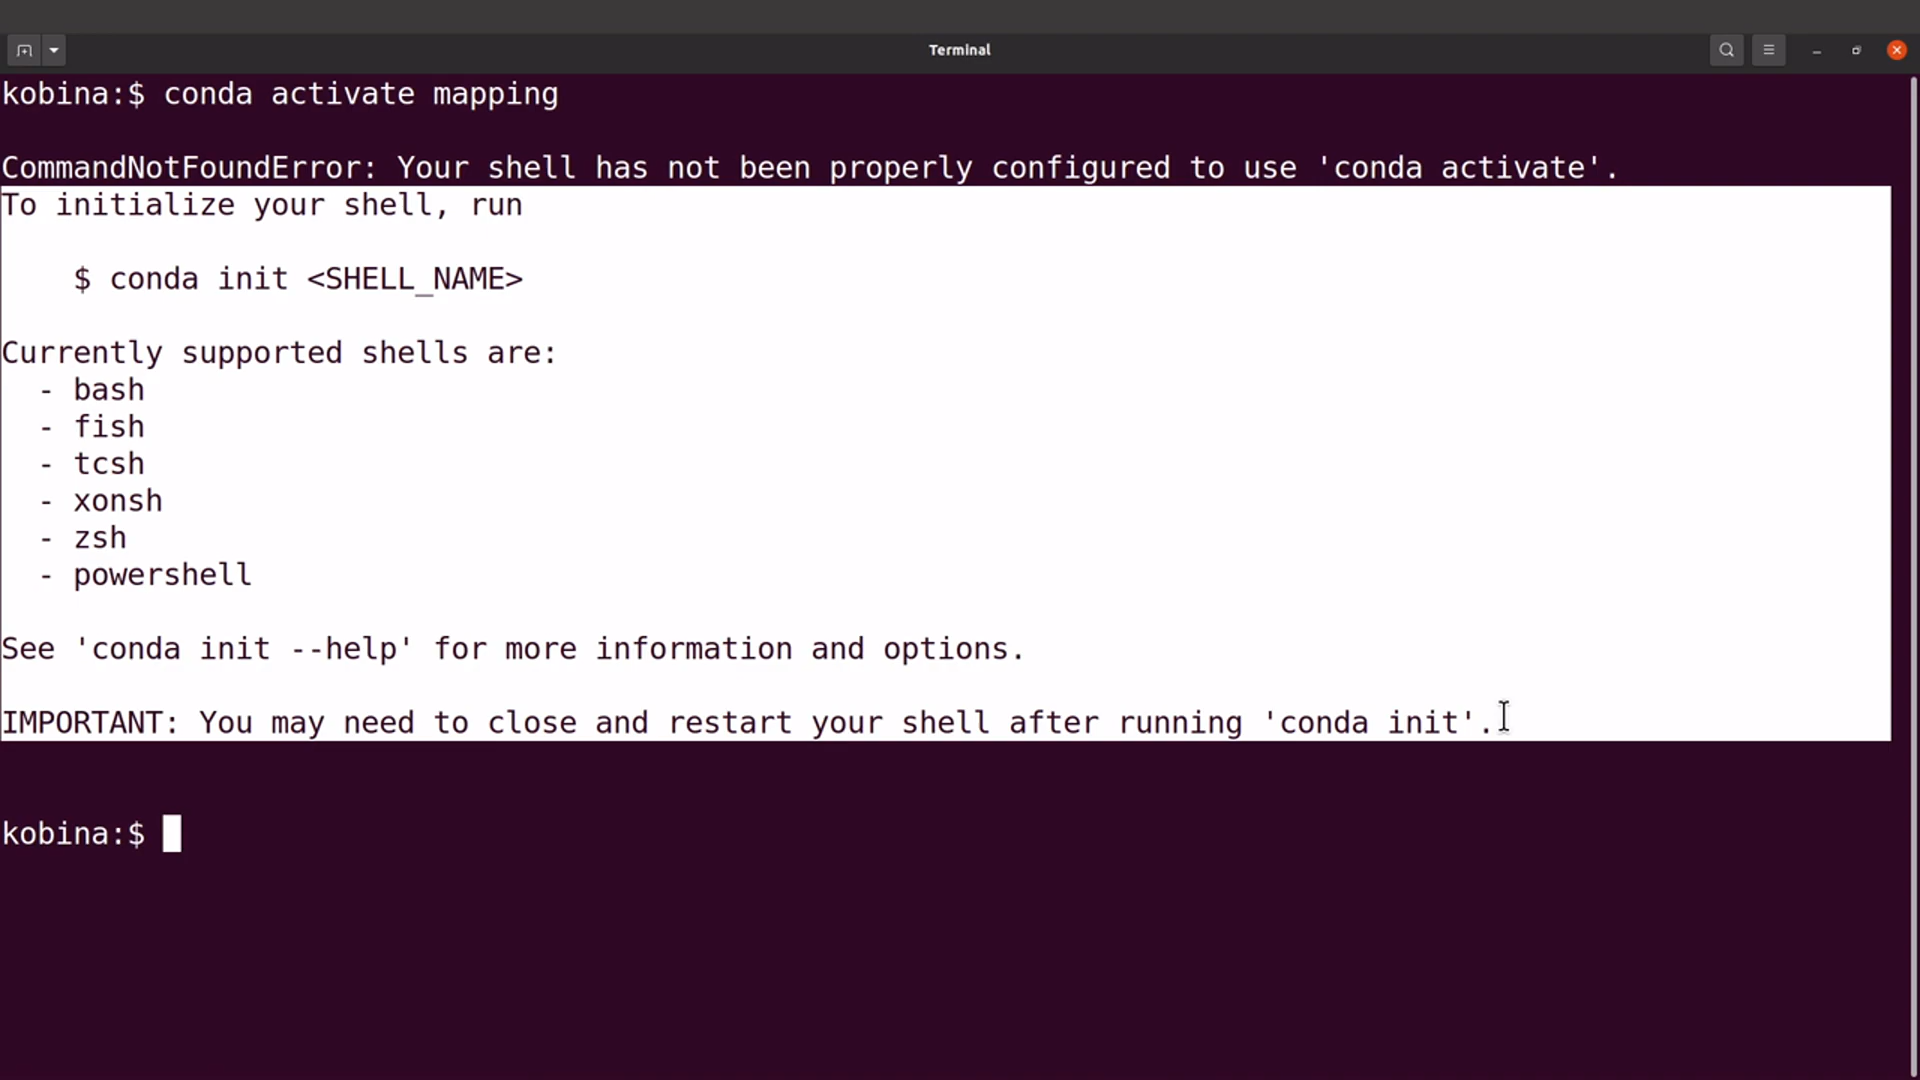 Terminal
kobina:$ conda activate mapping
CommandNotFoundError: Your shell has not been properly configured to use 'conda activate'.
To initialize your shell, run
$ conda init <SHELL_NAME>
Currently supported shells are:
- bash
- fish
- tcsh
- xonsh
- zsh
- powershell
See 'conda init --help' for more information and options.
IMPORTANT: You may need to close and restart your shell after running 'conda init'.
kobina:$